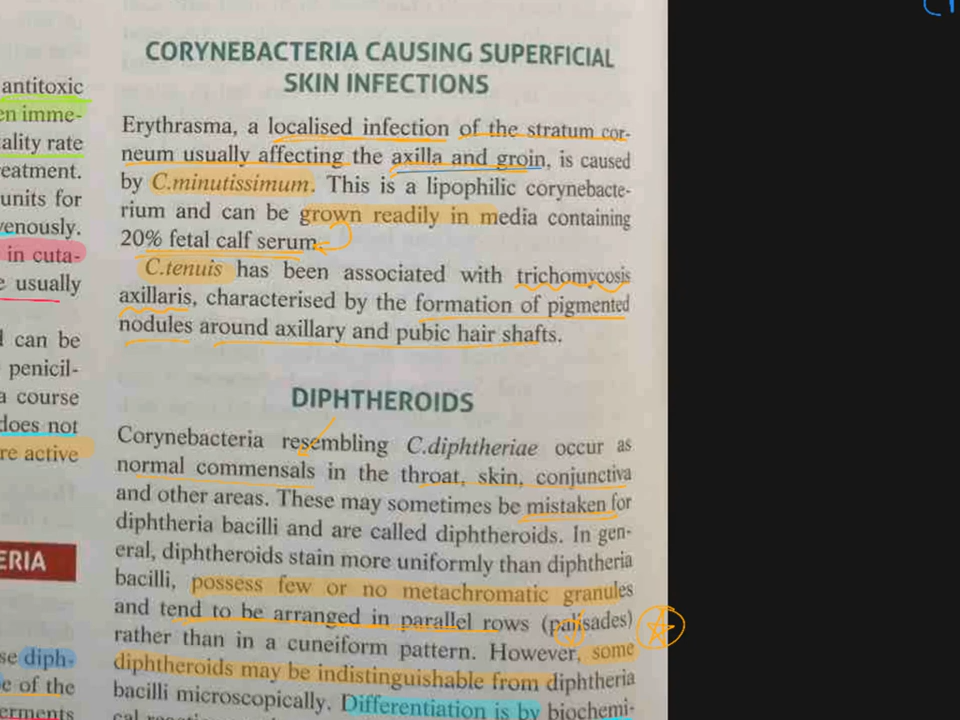 antitoxic
en imme-
ality rate
eatment.
units for
venously.
in cuta-
e usually
l can be
penicil-
a course
does not
re active
ERIA
se diph-
e of the
erments
CORYNEBACTERIA CAUSING SUPERFICIAL
SKIN INFECTIONS
Erythrasma, a localised infection of the stratum cor-
neum usually affecting the axilla and groin, is caused
by C.minutissimum. This is a lipophilic corynebacte-
rium and can be grown readily in media containing
20% fetal calf serum.
C.tenuis has been associated with trichomycosis
axillaris, characterised by the formation of pigmented
nodules around axillary and pubic hair shafts.
DIPHTHEROIDS
Corynebacteria resembling C.diphtheriae occur as
normal commensals in the throat, skin, conjunctiva
and other areas. These may sometimes be mistaken for
diphtheria bacilli and are called diphtheroids. In gen-
eral, diphtheroids stain more uniformly than diphtheria
bacilli, possess few or no metachromatic granules
and tend to be arranged in parallel rows (palisades)
rather than in a cuneiform pattern. However, some
diphtheroids may be indistinguishable from diphtheria
bacilli microscopically. Differentiation is by biochemi-